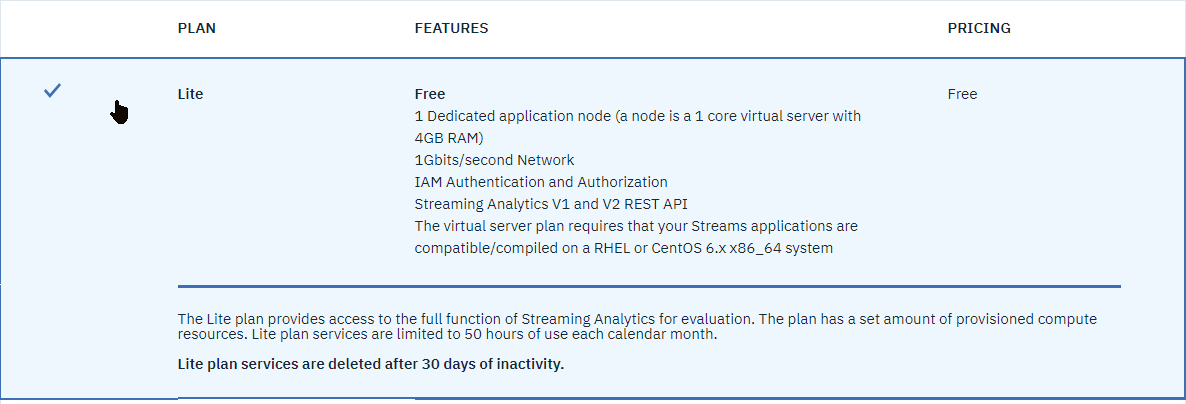 PLAN FEATURES PRICING
Lite Free Free
1 Dedicated application node (a node is a 1 core virtual server with
4GB RAM)
1Gbits/second Network
IAM Authentication and Authorization
Streaming Analytics V1 and V2 REST API
The virtual server plan requires that your Streams applications are
compatible/compiled on a RHEL or CentOS 6.x x86_64 system
The Lite plan provides access to the full function of Streaming Analytics for evaluation. The plan has a set amount of provisioned compute
resources. Lite plan services are limited to 50 hours of use each calendar month.
Lite plan services are deleted after 30 days of inactivity.